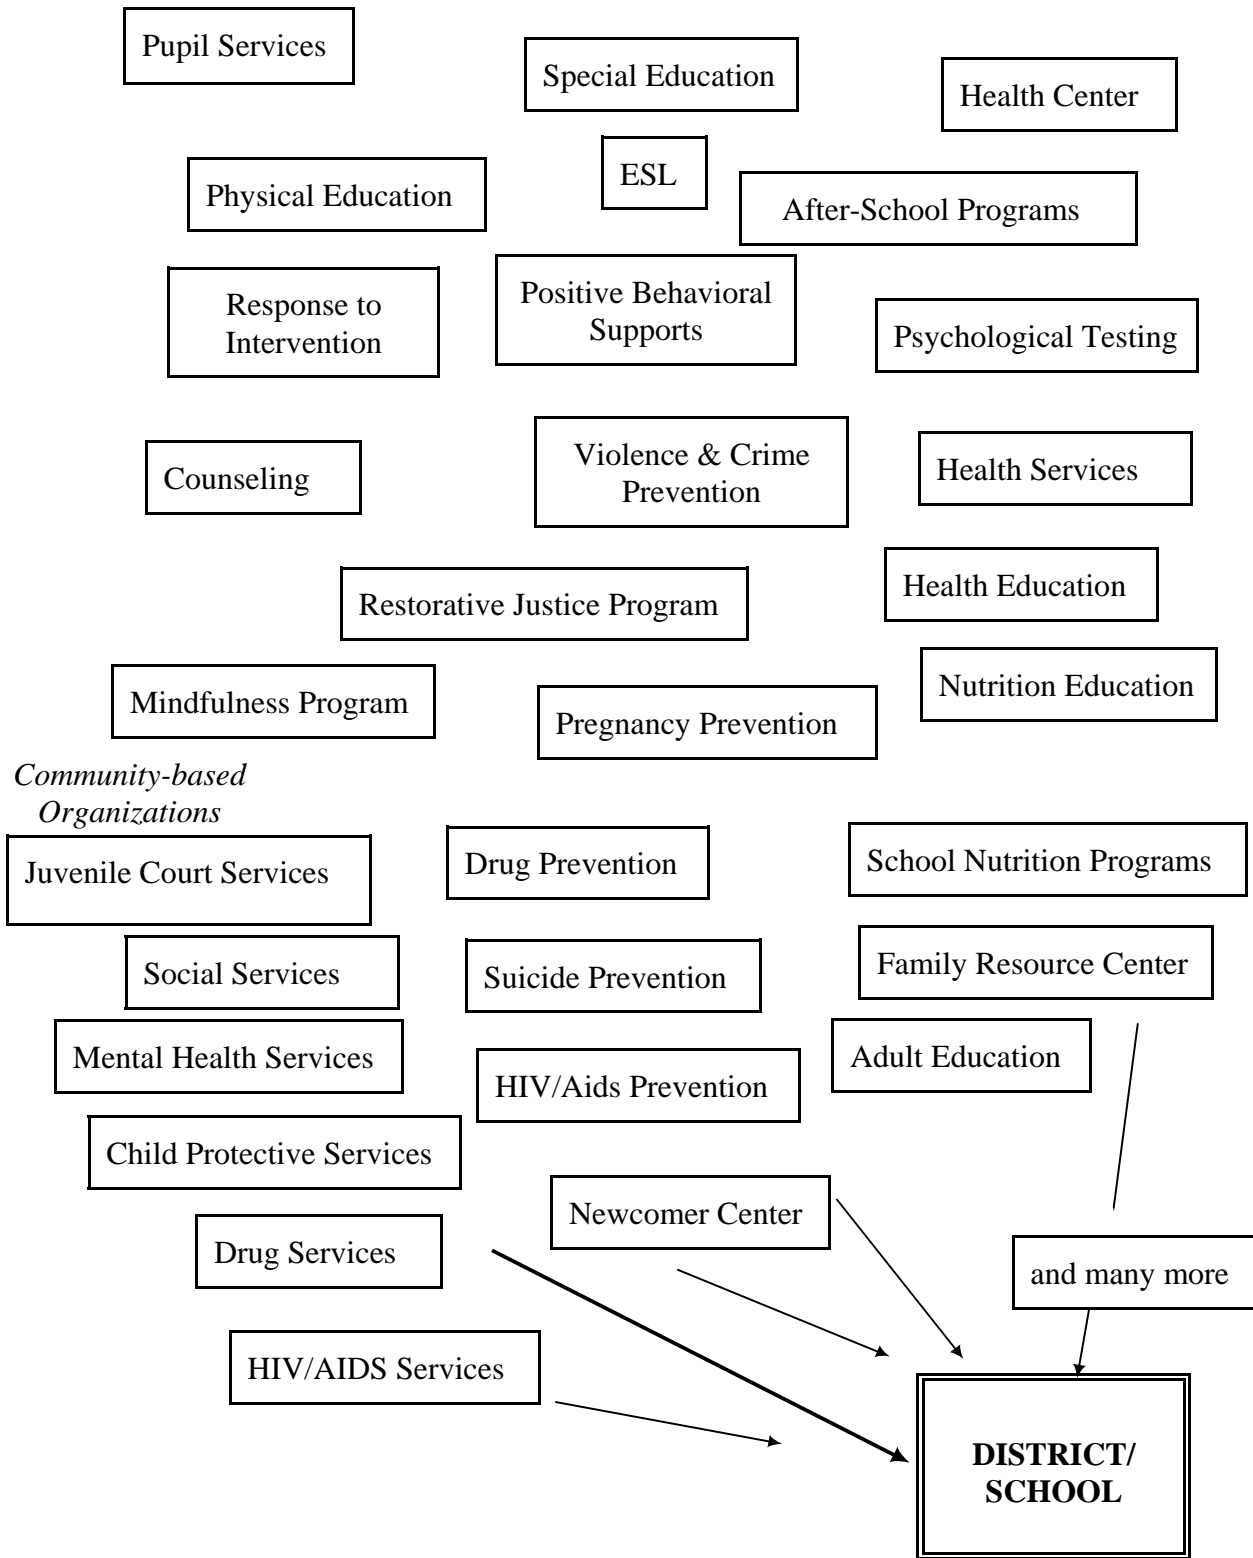 Pupil Services
Special Education
Health Center
ESL
Physical Education
After-School Programs
Response to
Intervention
Positive Behavioral
Supports
Psychological Testing
Counseling
Violence & Crime
Prevention
Health Services
Restorative Justice Program
Health Education
Mindfulness Program
Pregnancy Prevention
Nutrition Education
Community-based
Organizations
Juvenile Court Services
Drug Prevention
School Nutrition Programs
Social Services
Suicide Prevention
Family Resource Center
Mental Health Services
HIV/Aids Prevention
Adult Education
Child Protective Services
Newcomer Center
Drug Services
and many more
HIV/AIDS Services
DISTRICT/
SCHOOL